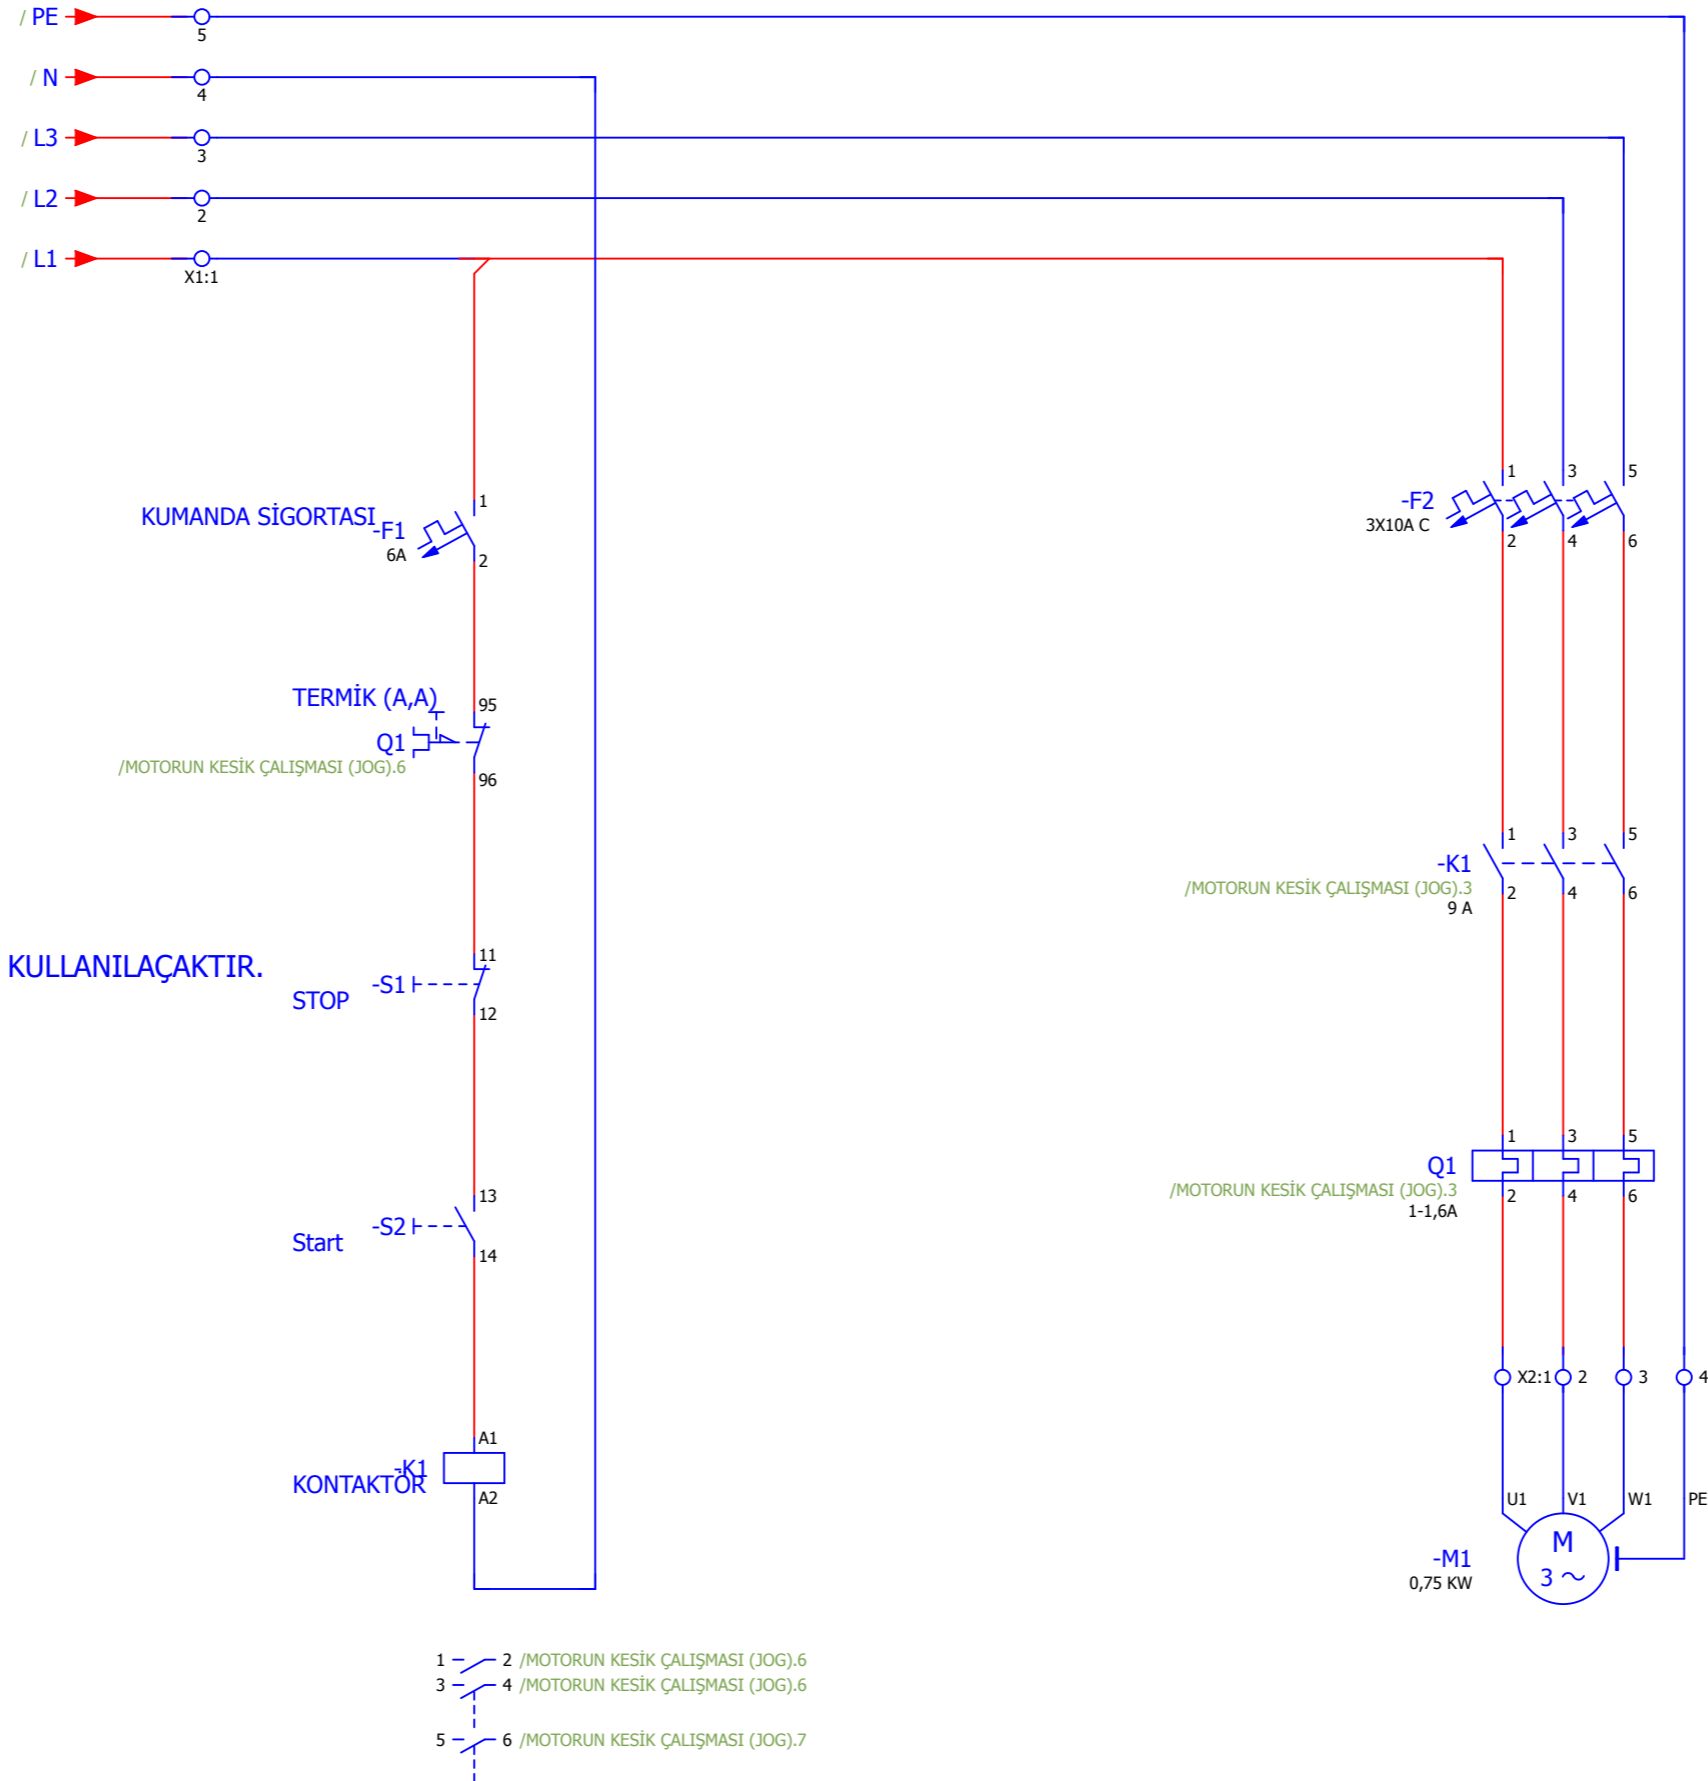 / PE
5
/ N
4
/ L3
3
/ L2
2
/ L1
X1:1
KUMANDA SİGORTASI
-F1
6A
1
2
-F2
3X10A C
1 3 5
2 4 6
TERMİK (A,A)
Q1
/MOTORUN KESİK ÇALIŞMASI (JOG).6
95
96
-K1
/MOTORUN KESİK ÇALIŞMASI (JOG).3
9 A
1 3 5
2 4 6
KULLANILAÇAKTIR.
STOP
-S1
11
12
Q1
/MOTORUN KESİK ÇALIŞMASI (JOG).3
1-1,6A
1 3 5
2 4 6
Start
-S2
13
14
X2:1 2 3 4
-K1
KONTAKTÖR
A1
A2
U1 V1 W1 PE
-M1
0,75 KW
M
3 ~
1 2 /MOTORUN KESİK ÇALIŞMASI (JOG).6
3 4 /MOTORUN KESİK ÇALIŞMASI (JOG).6
5 6 /MOTORUN KESİK ÇALIŞMASI (JOG).7